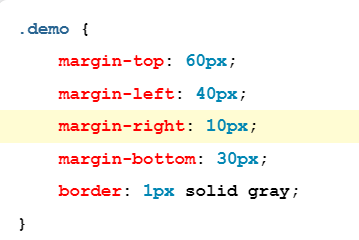 .demo {
    margin-top: 60px;
    margin-left: 40px;
    margin-right: 10px;
    margin-bottom: 30px;
    border: 1px solid gray;
}